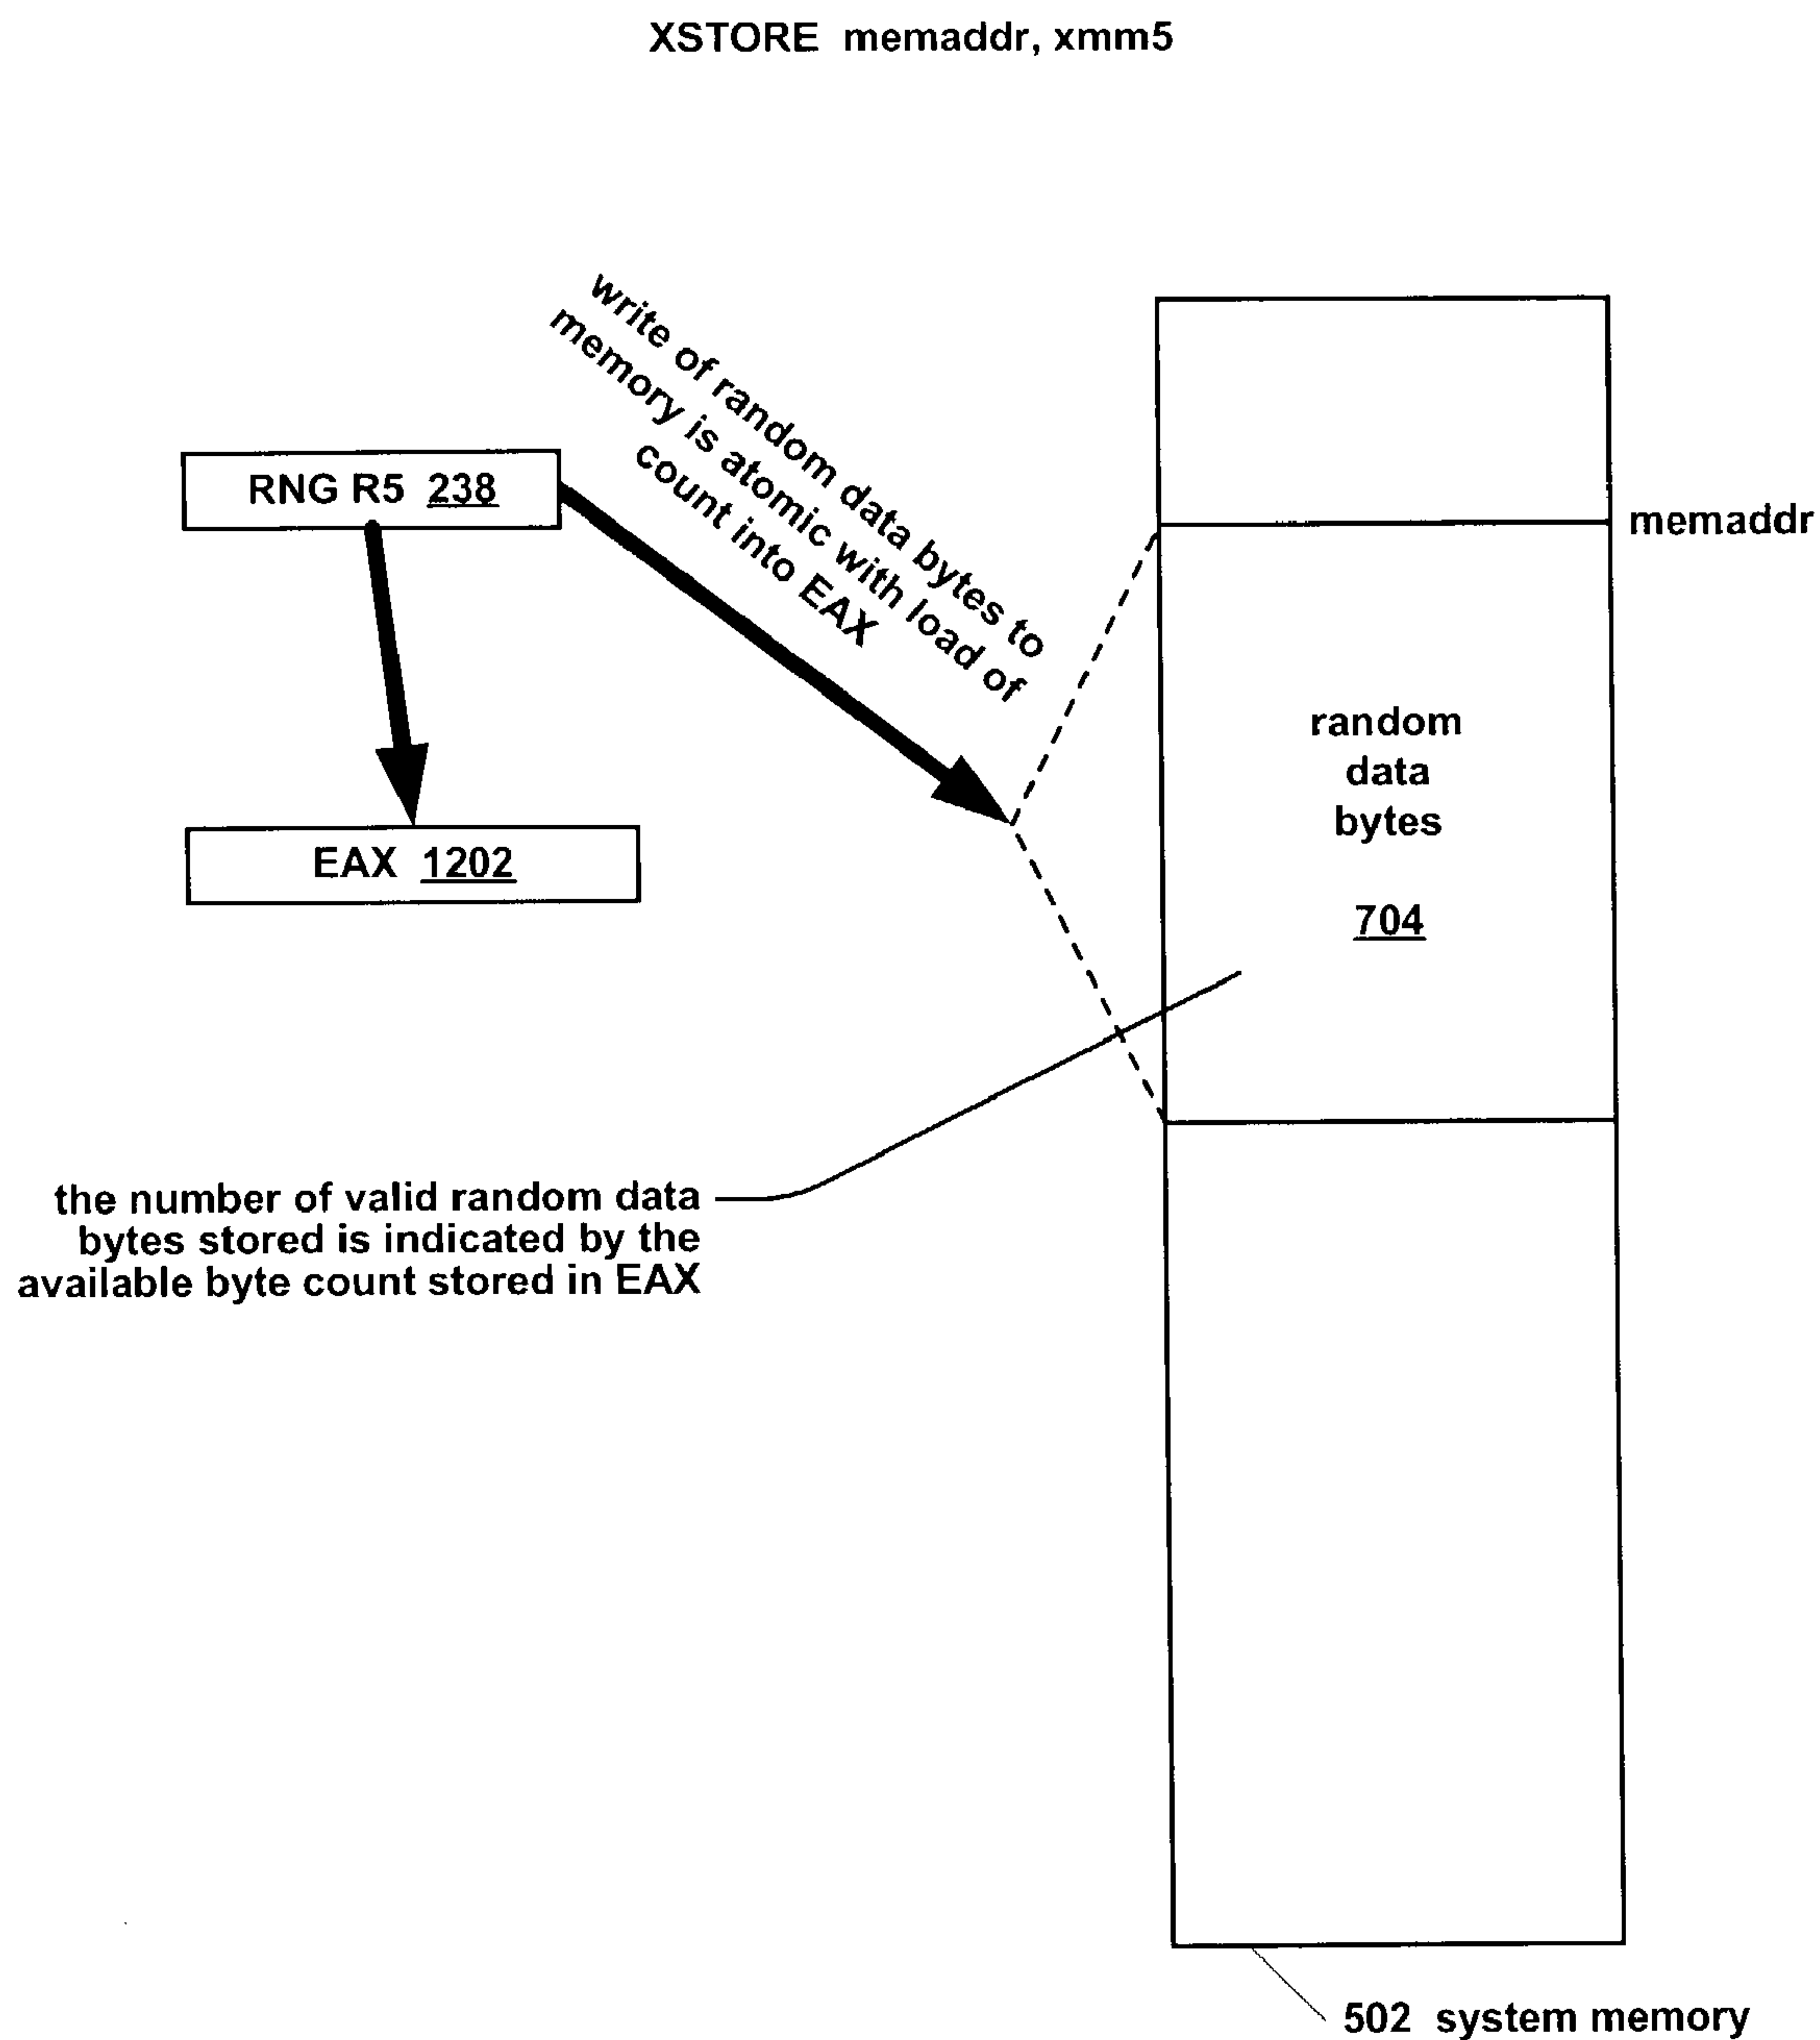 XSTORE memaddr, xmm5
write of random data bytes to
memory is atomic with load of
count into EAX
RNG R5 238
memaddr
random
data
bytes
704
EAX 1202
the number of valid random data
bytes stored is indicated by the
available byte count stored in EAX
502 system memory